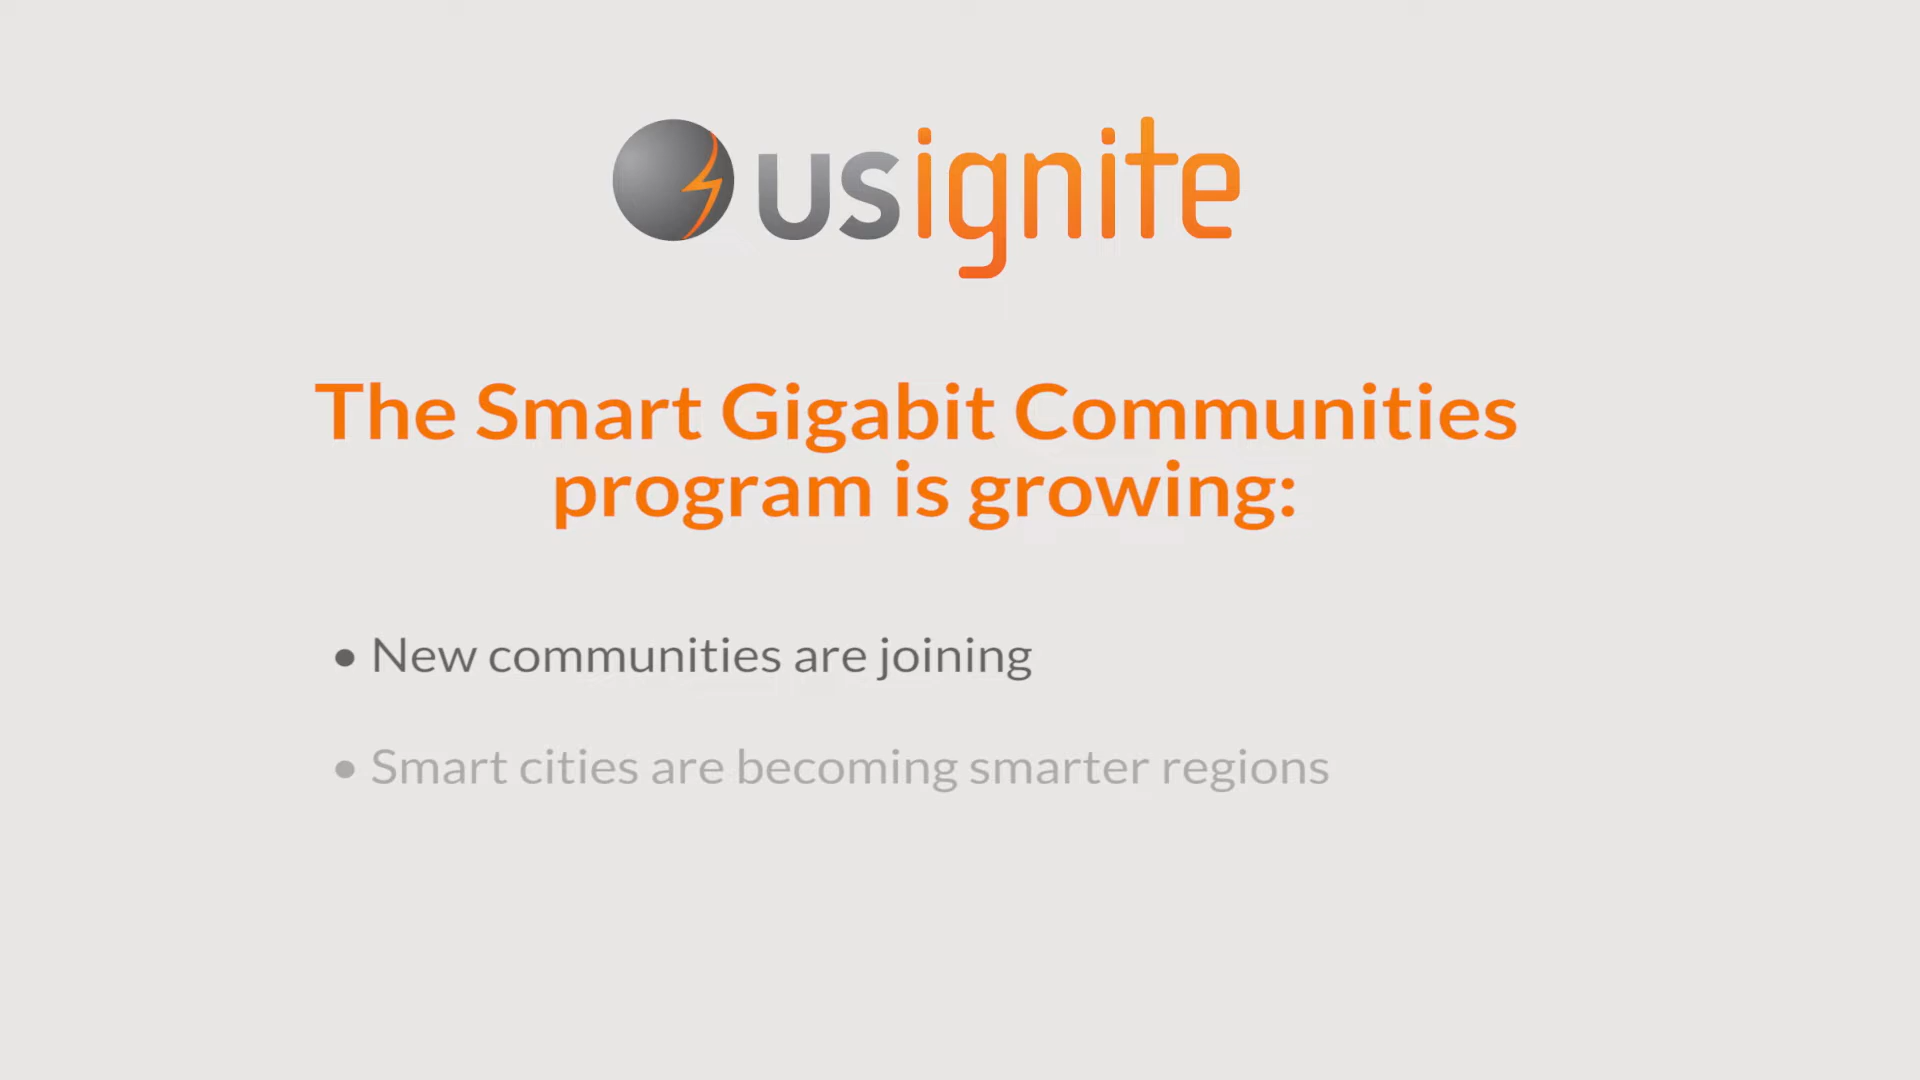 usignite
The Smart Gigabit Communities
program is growing:
• New communities are joining
• Smart cities are becoming smarter regions